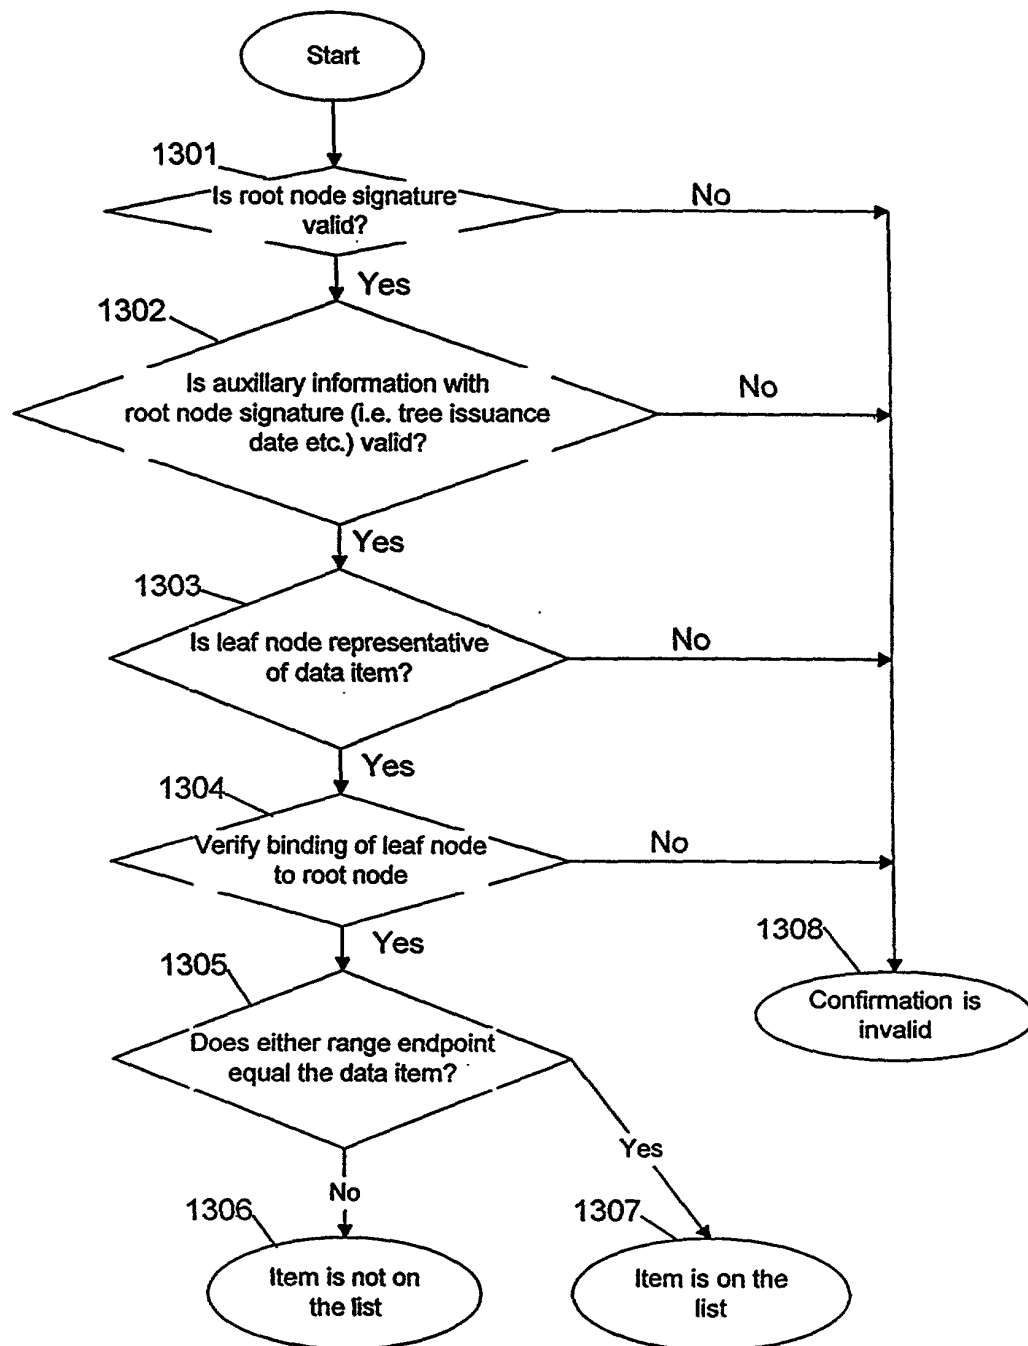 Start
1301
Is root node signature
valid?
No
Yes
1302
Is auxillary information with
root node signature (i.e. tree issuance
date etc.) valid?
No
Yes
1303
Is leaf node representative
of data item?
No
Yes
1304
Verify binding of leaf node
to root node
No
Yes
1308
Confirmation is
invalid
1305
Does either range endpoint
equal the data item?
Yes
No
1306
Item is not on
the list
1307
Item is on the
list